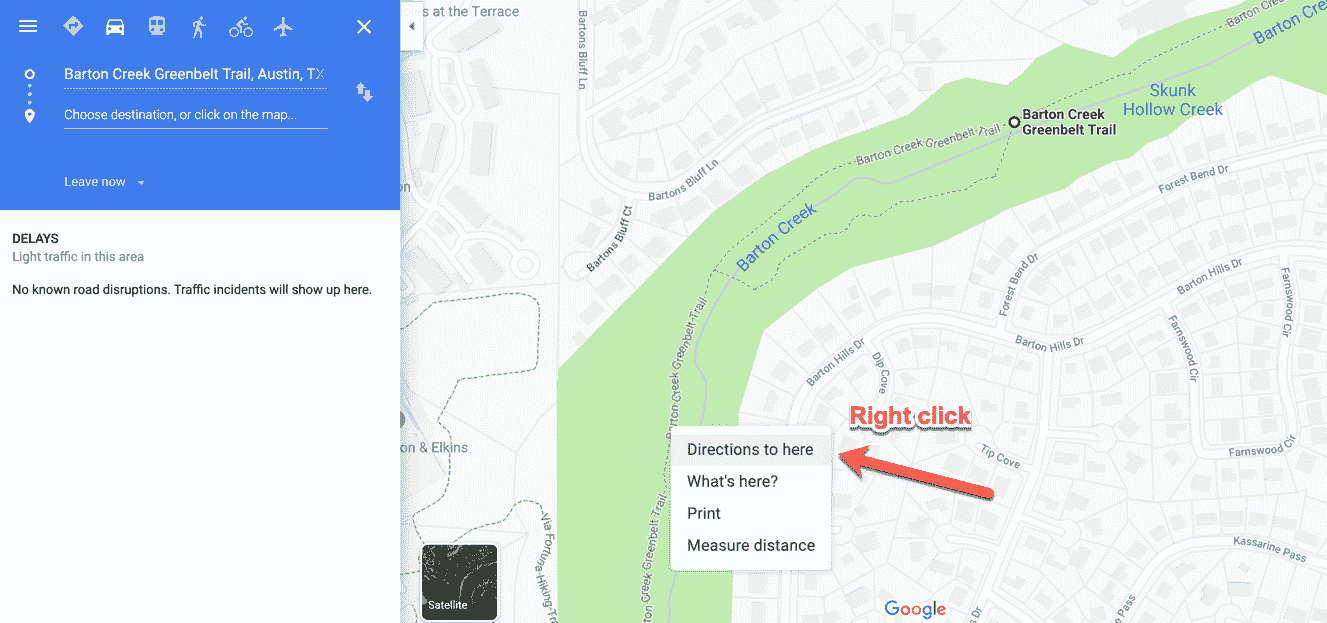 s at the Terrace
Barton Creek Greenbelt Trail, Austin, TX
Choose destination, or click on the map...
Leave now
DELAYS
Light traffic in this area
No known road disruptions. Traffic incidents will show up here.
on
on & Elkins
Satellite
Bartons Bluff Ln
Bartons Bluff Ln
Bartons Bluff Ct
Barton Creek Greenbelt-Trail
Barton Creek
Greenbelt Trail
Skunk
Hollow Creek
Barton Creek
Barton Cree
Barton Creek
Forest Bend Dr
Forest Bend Dr
Barton Hills Dr
Barton Hills Dr
Barton Hills Dr
Farnswood Cir
Farnswood Cir
Farnswood Cir
Dip Cove
Tip Cove
Barton Creek Greenbelt-Trail
Barton Creek Greenbelt Trail
Via Fortuna-Hiking-Trail
Right click
Directions to here
What's here?
Print
Measure distance
Kassarine Pass
Pass
Dr
Google